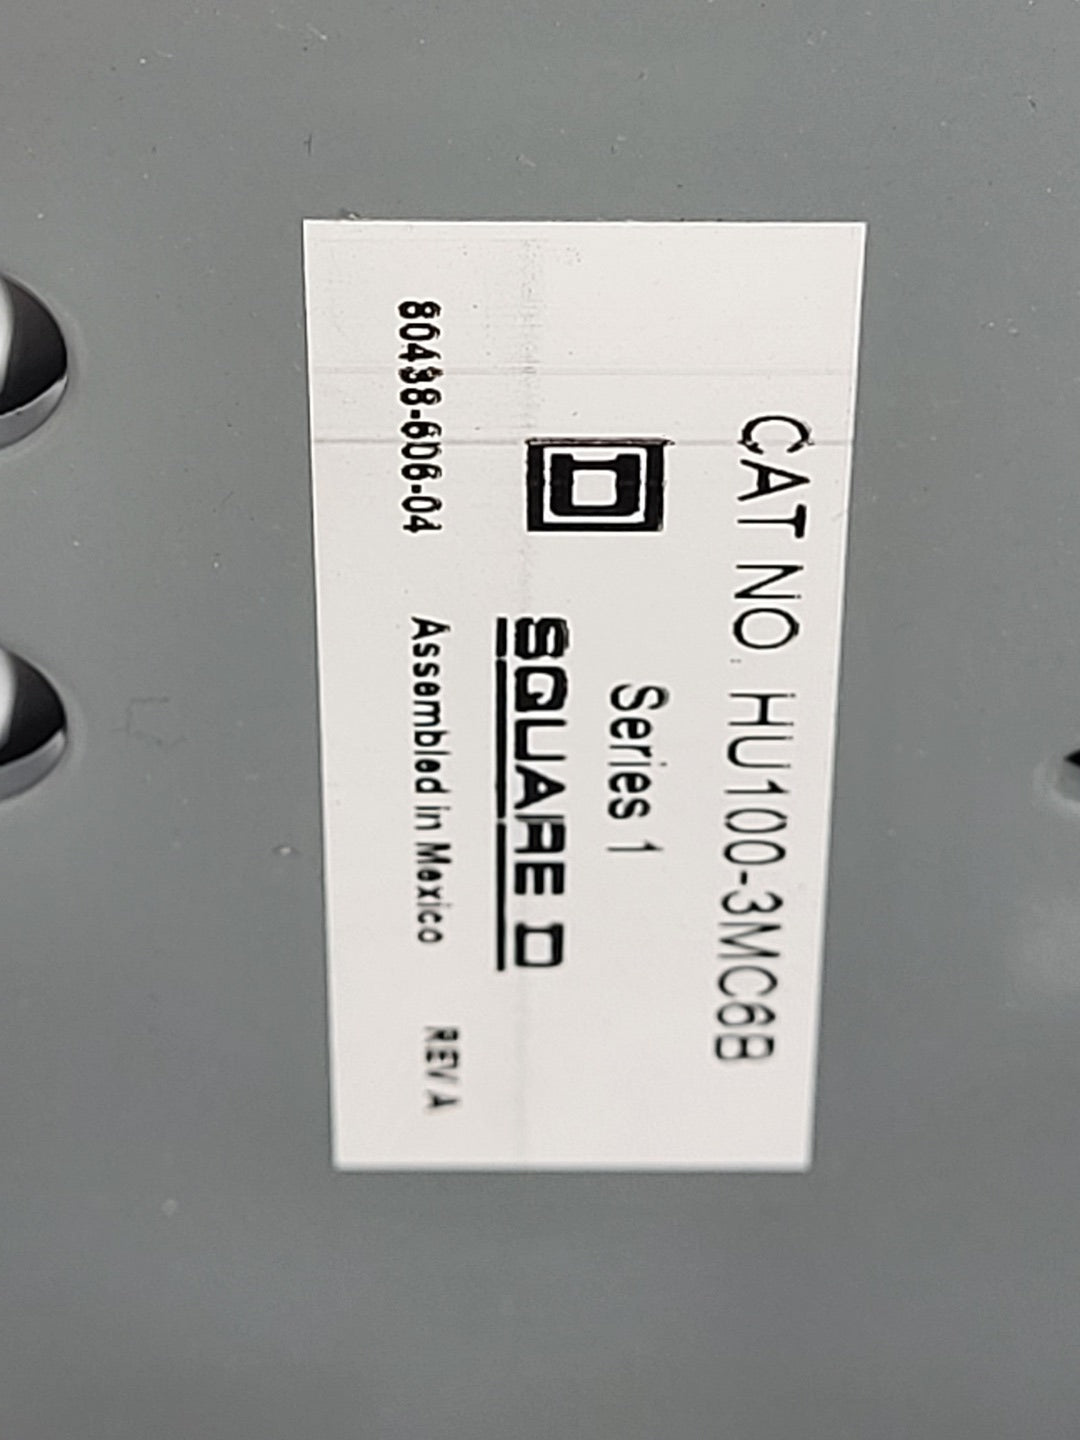 CAT NO. HU100-3MC6B
Series 1
SQUARE D
80438-606-04 Assembled in Mexico REV A